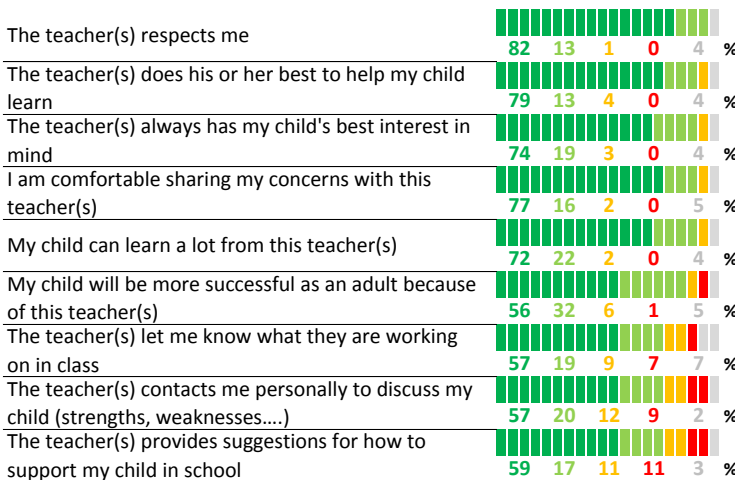 The teacher(s) respects me
82 13 1 0 4 %
The teacher(s) does his or her best to help my child
learn
79 13 4 0 4 %
The teacher(s) always has my child's best interest in
mind
74 19 3 0 4 %
I am comfortable sharing my concerns with this
teacher(s)
77 16 2 0 5 %
My child can learn a lot from this teacher(s)
72 22 2 0 4 %
My child will be more successful as an adult because
of this teacher(s)
56 32 6 1 5 %
The teacher(s) let me know what they are working
on in class
57 19 9 7 7 %
The teacher(s) contacts me personally to discuss my
child (strengths, weaknesses....)
57 20 12 9 2 %
The teacher(s) provides suggestions for how to
support my child in school
59 17 11 11 3 %